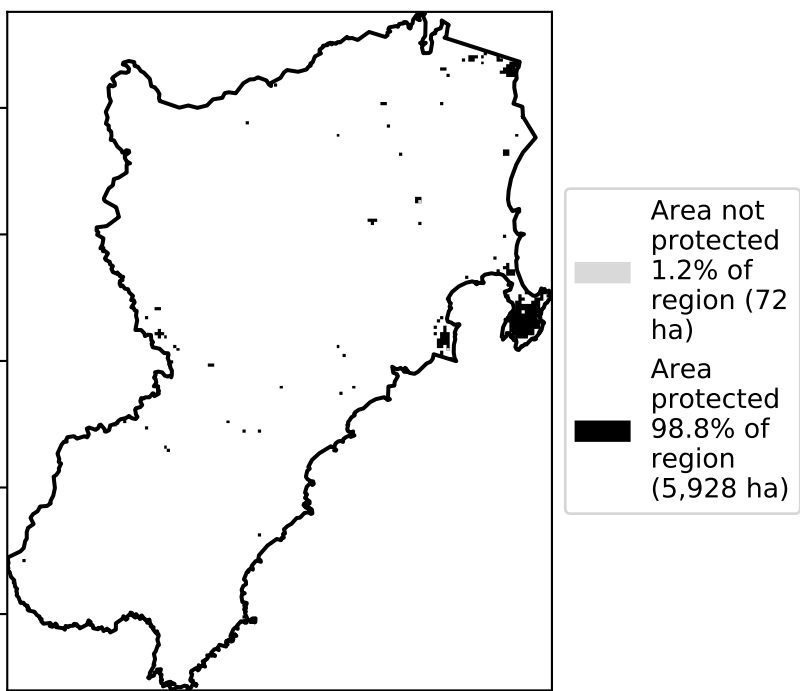 Area not
protected
1.2% of
region (72
ha)
Area
protected
98.8% of
region
(5,928 ha)